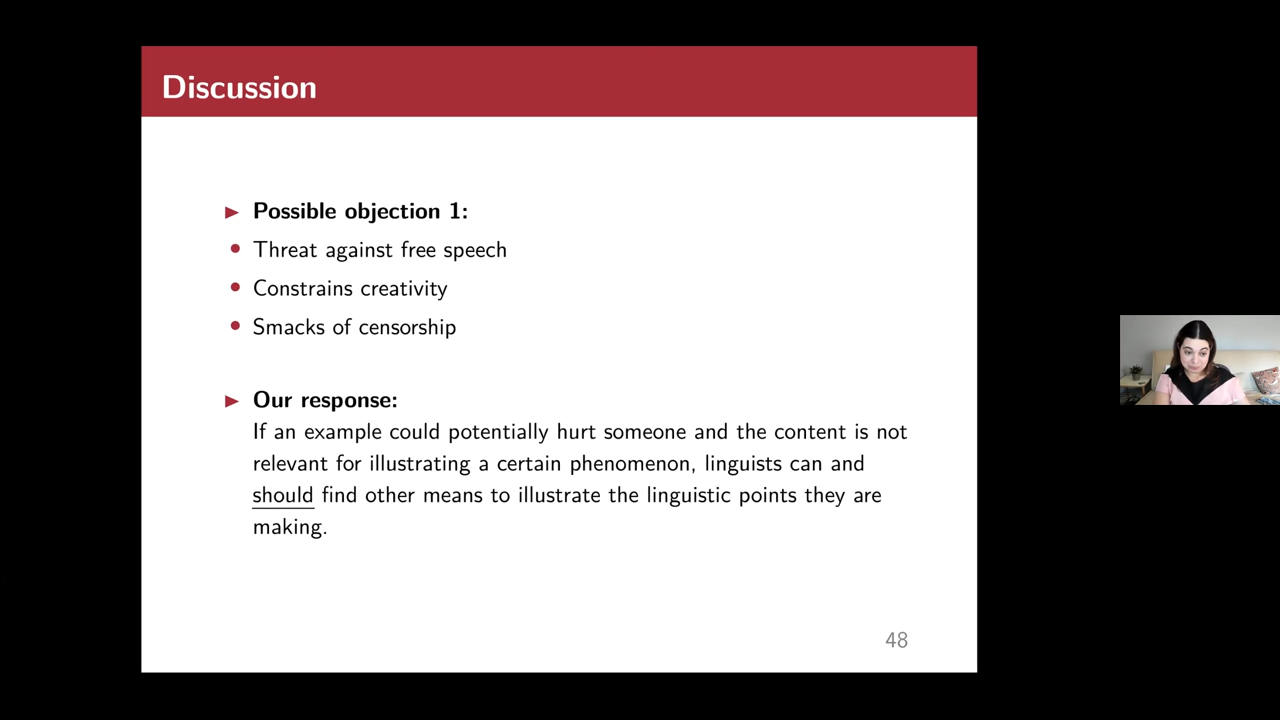 Discussion
Possible objection 1:
Threat against free speech
Constrains creativity
Smacks of censorship
Our response:
If an example could potentially hurt someone and the content is not
relevant for illustrating a certain phenomenon, linguists can and
should find other means to illustrate the linguistic points they are
making.
48